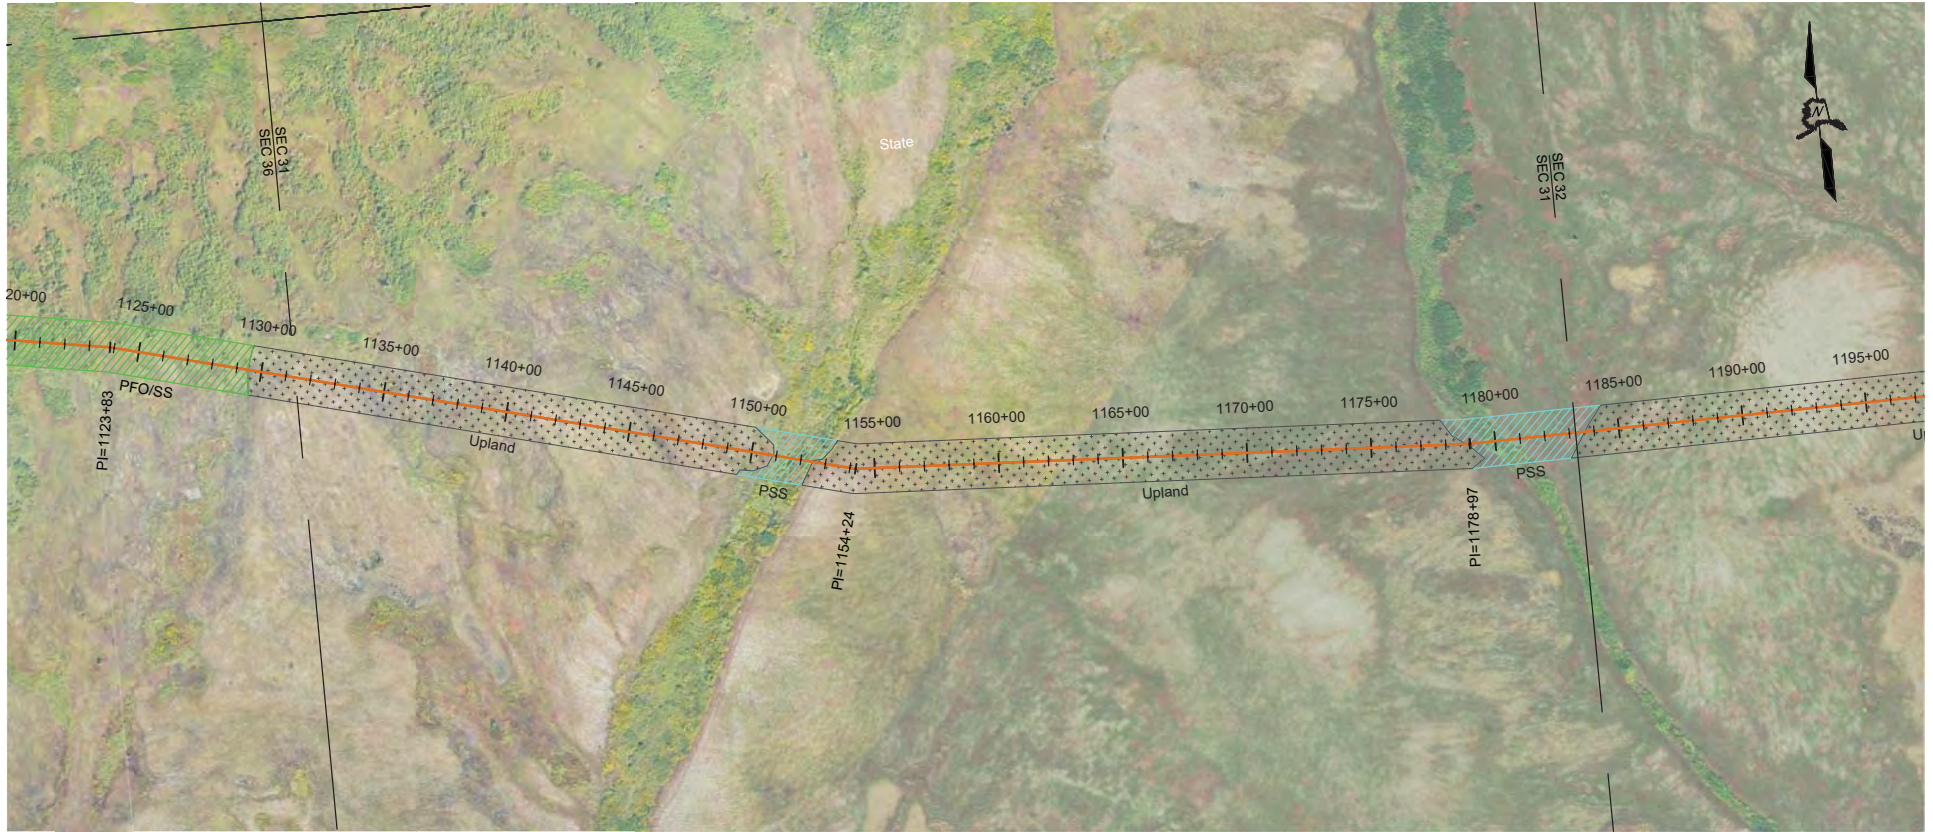 State
SEC 31
SEC 36
SEC 32
SEC 31
N
20+00
1125+00
1130+00
1135+00
1140+00
1145+00
1150+00
1155+00
1160+00
1165+00
1170+00
1175+00
1180+00
1185+00
1190+00
1195+00
PFO/SS
Upland
PSS
Upland
PSS
U
PI=1123+83
PI=1154+24
PI=1178+97